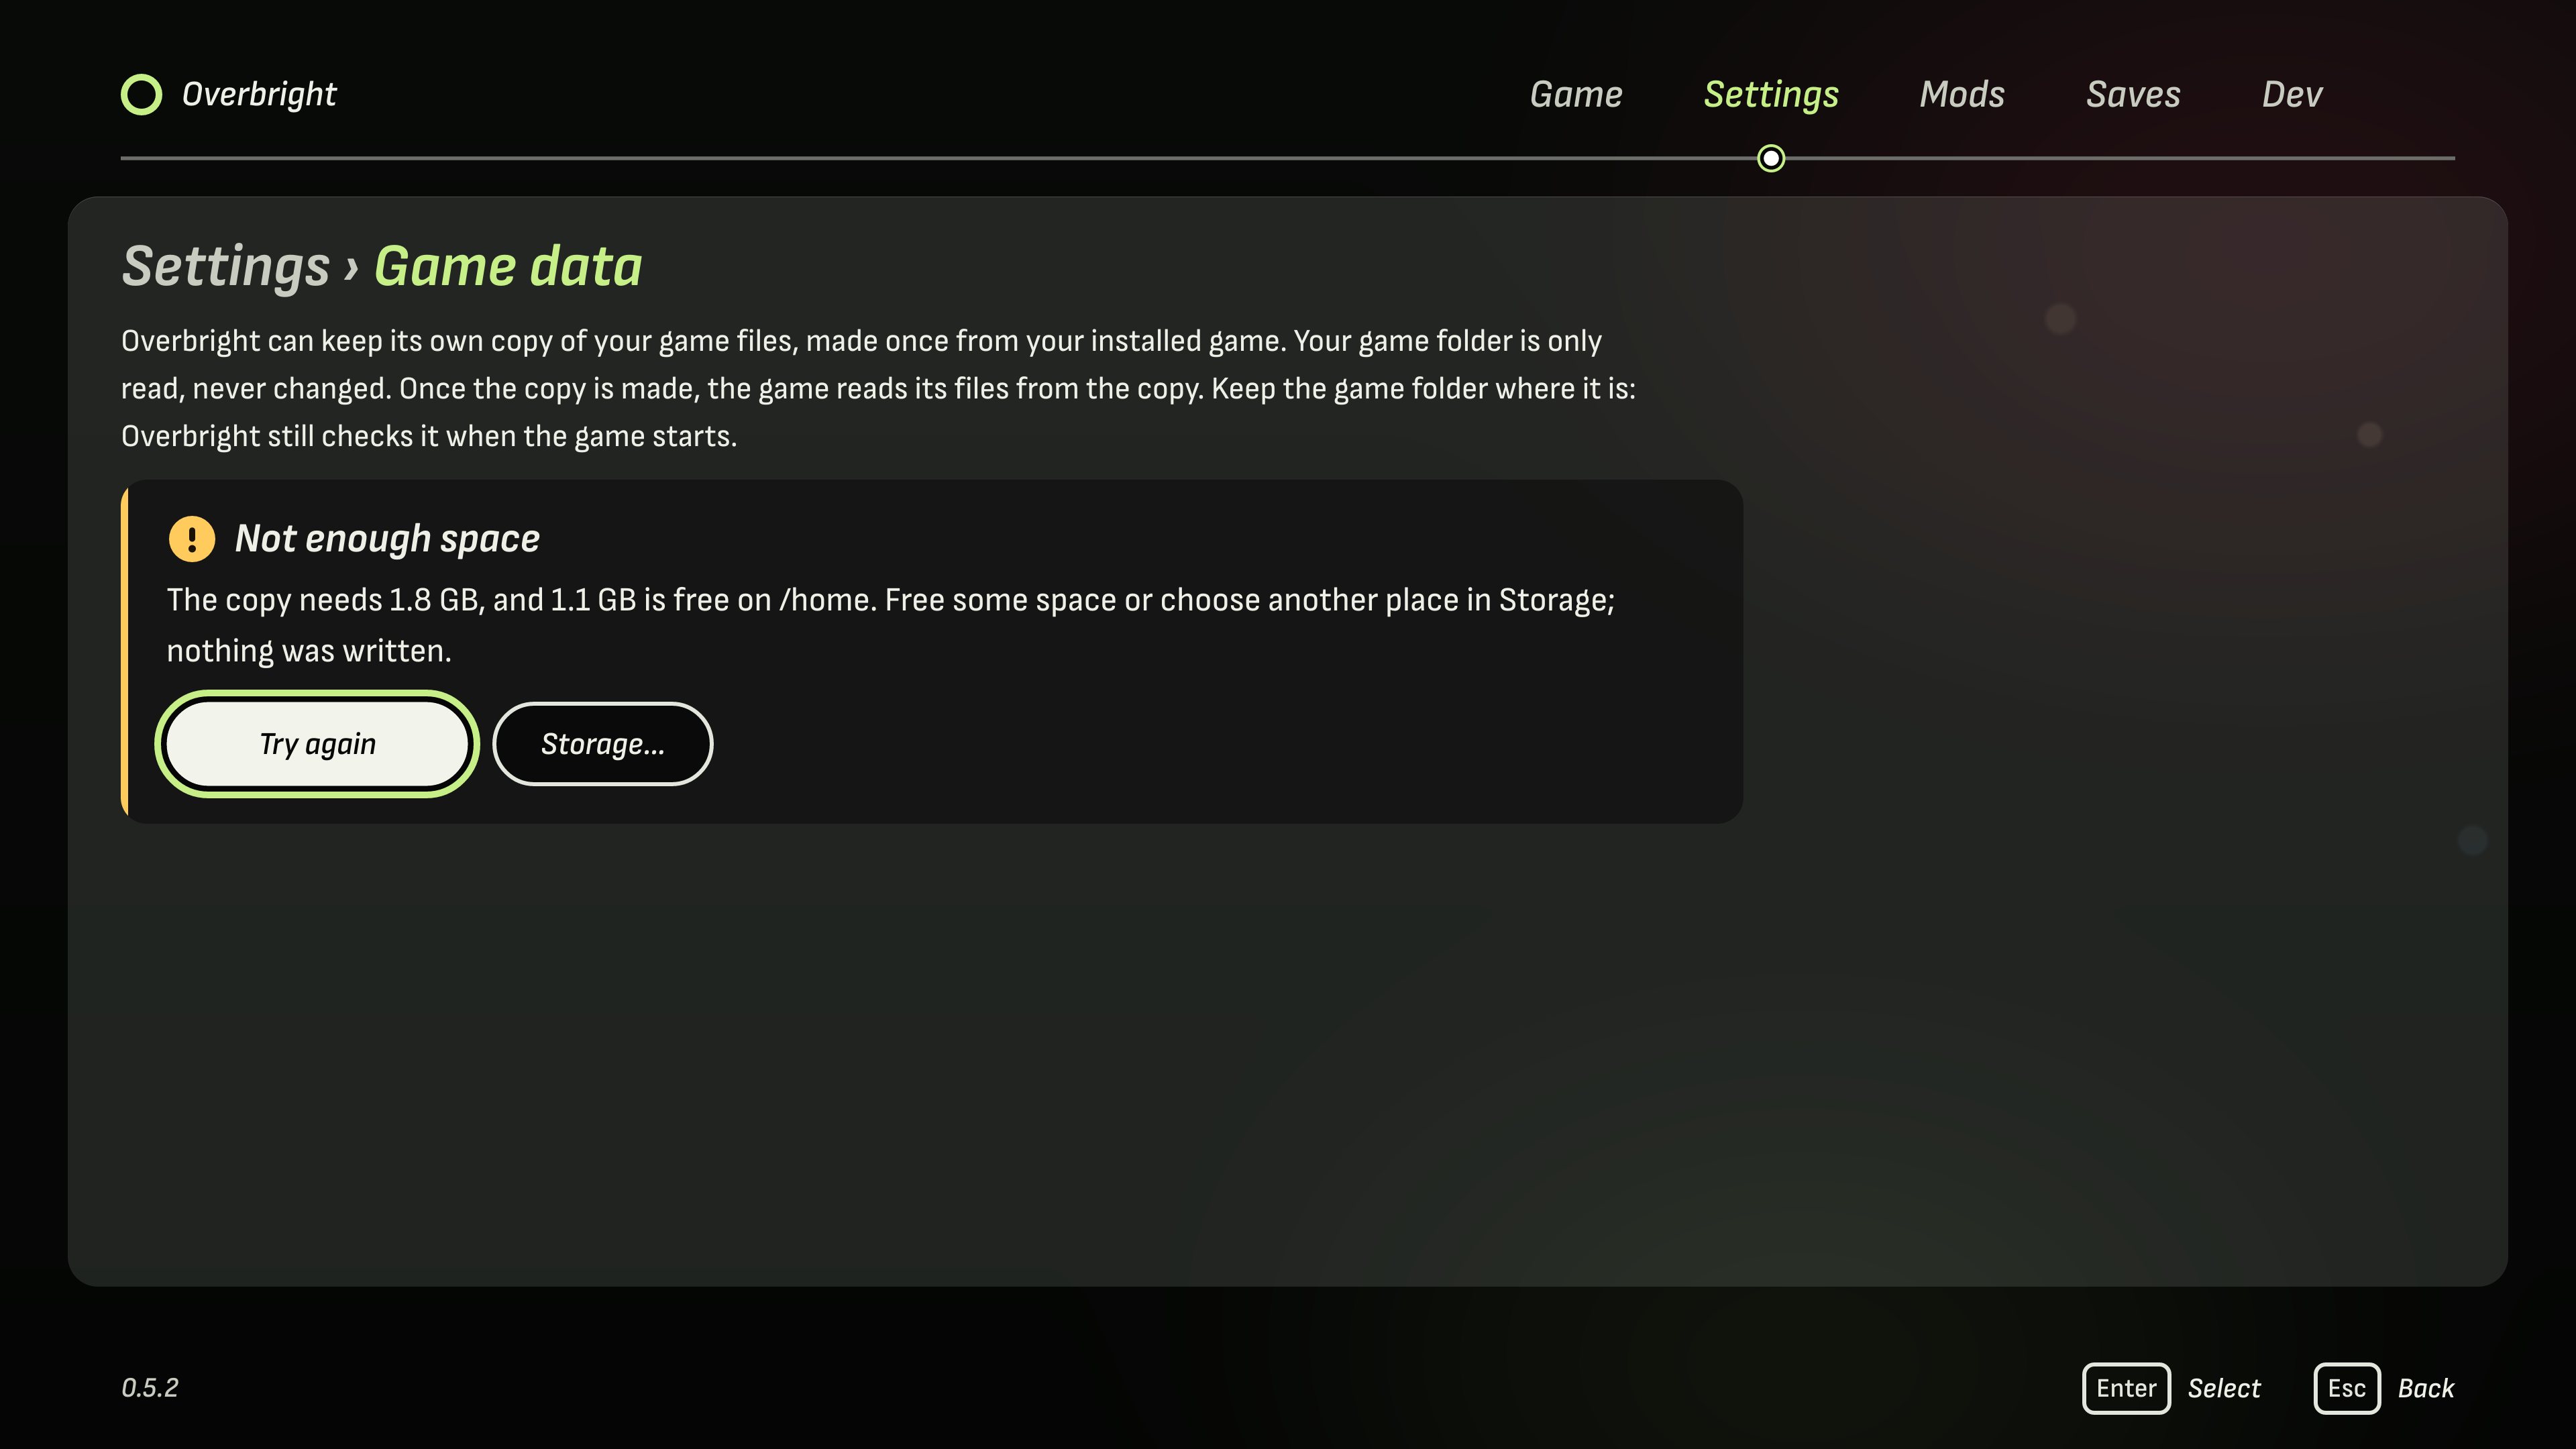 Overbright
Game Settings Mods Saves Dev
Settings › Game data
Overbright can keep its own copy of your game files, made once from your installed game. Your game folder is only
read, never changed. Once the copy is made, the game reads its files from the copy. Keep the game folder where it is:
Overbright still checks it when the game starts.
Not enough space
The copy needs 1.8 GB, and 1.1 GB is free on /home. Free some space or choose another place in Storage;
nothing was written.
Try again Storage...
0.5.2 Enter Select Esc Back